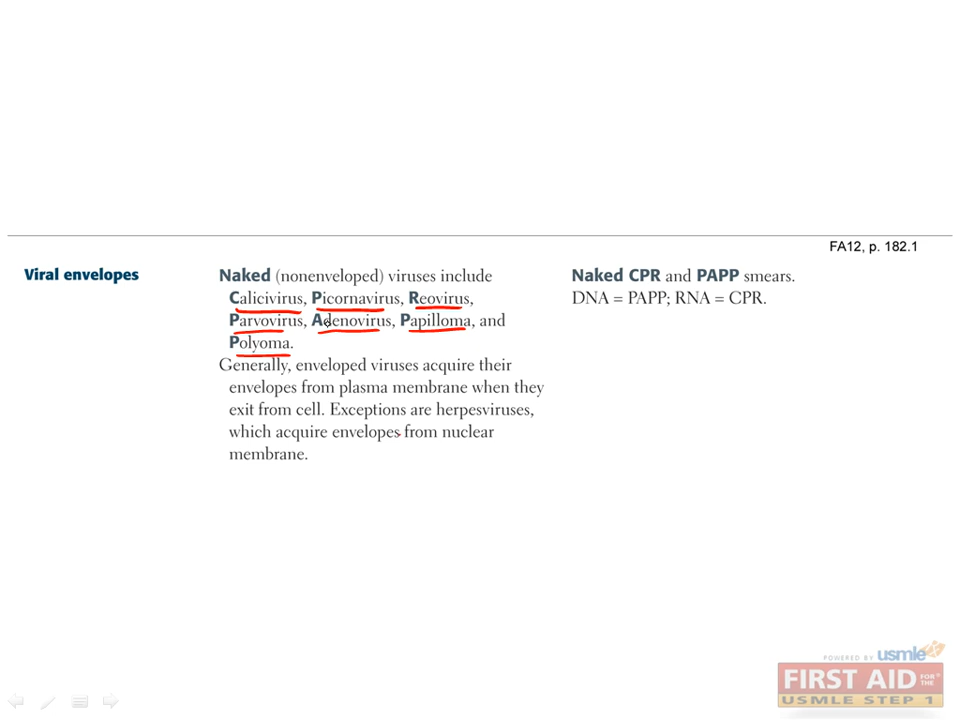 FA12, p. 182.1
Viral envelopes
Naked (nonenveloped) viruses include
Calicivirus, Picornavirus, Reovirus,
Parvovirus, Adenovirus, Papilloma, and
Polyoma.
Generally, enveloped viruses acquire their
envelopes from plasma membrane when they
exit from cell. Exceptions are herpesviruses,
which acquire envelopes from nuclear
membrane.
Naked CPR and PAPP smears.
DNA = PAPP; RNA = CPR.
POWERED BY usmle
FIRST AID FOR THE®
USMLE STEP 1